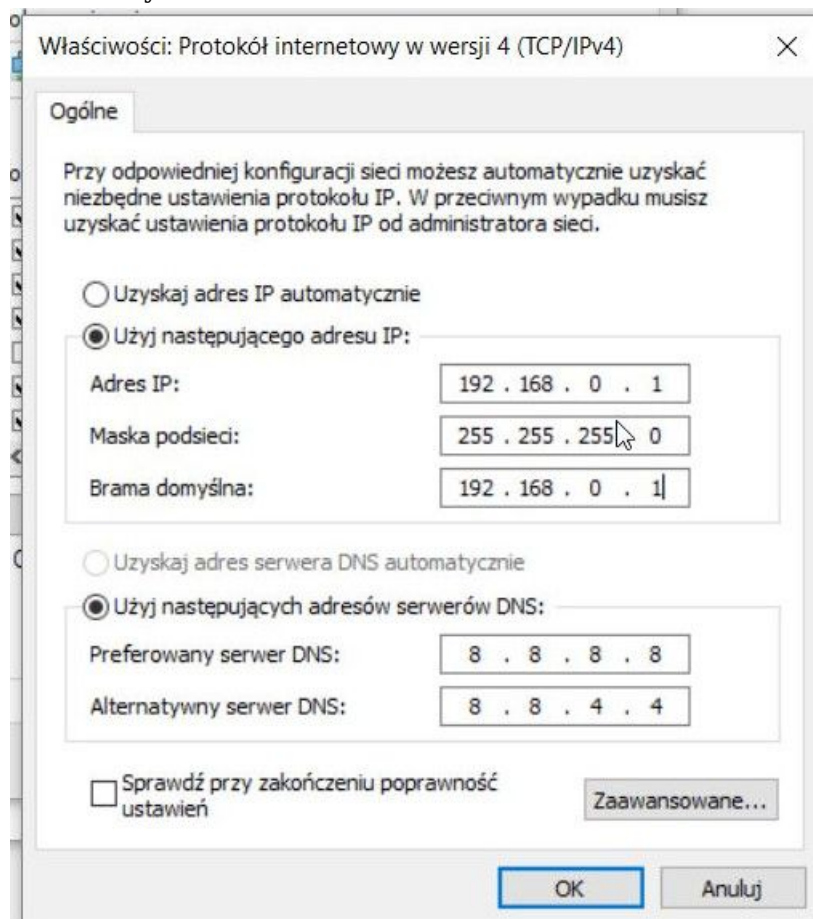 Właściwości: Protokół internetowy w wersji 4 (TCP/IPv4)
Ogólne
Przy odpowiedniej konfiguracji sieci możesz automatycznie uzyskać
niezbędne ustawienia protokołu IP. W przeciwnym wypadku musisz
uzyskać ustawienia protokołu IP od administratora sieci.
Uzyskaj adres IP automatycznie
Użyj następującego adresu IP:
Adres IP: 192 . 168 . 0 . 1
Maska podsieci: 255 . 255 . 255 . 0
Brama domyślna: 192 . 168 . 0 . 1
Uzyskaj adres serwera DNS automatycznie
Użyj następujących adresów serwerów DNS:
Preferowany serwer DNS: 8 . 8 . 8 . 8
Alternatywny serwer DNS: 8 . 8 . 4 . 4
Sprawdź przy zakończeniu poprawność
ustawień
Zaawansowane...
OK Anuluj